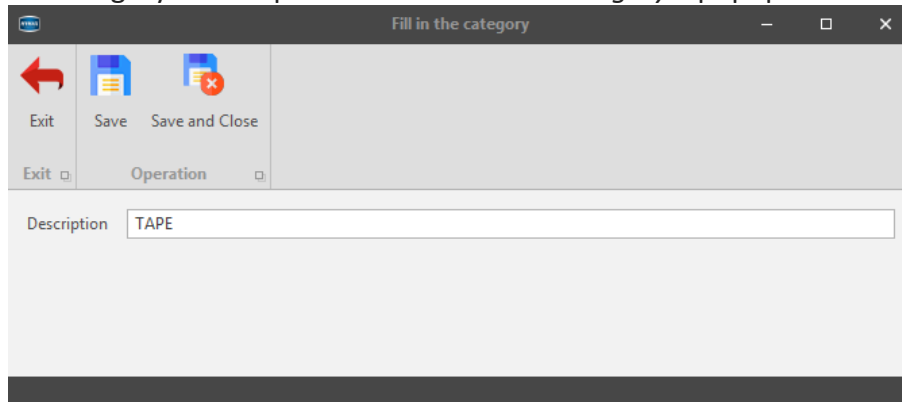 Fill in the category
Exit Save Save and Close
Exit Operation
Description TAPE